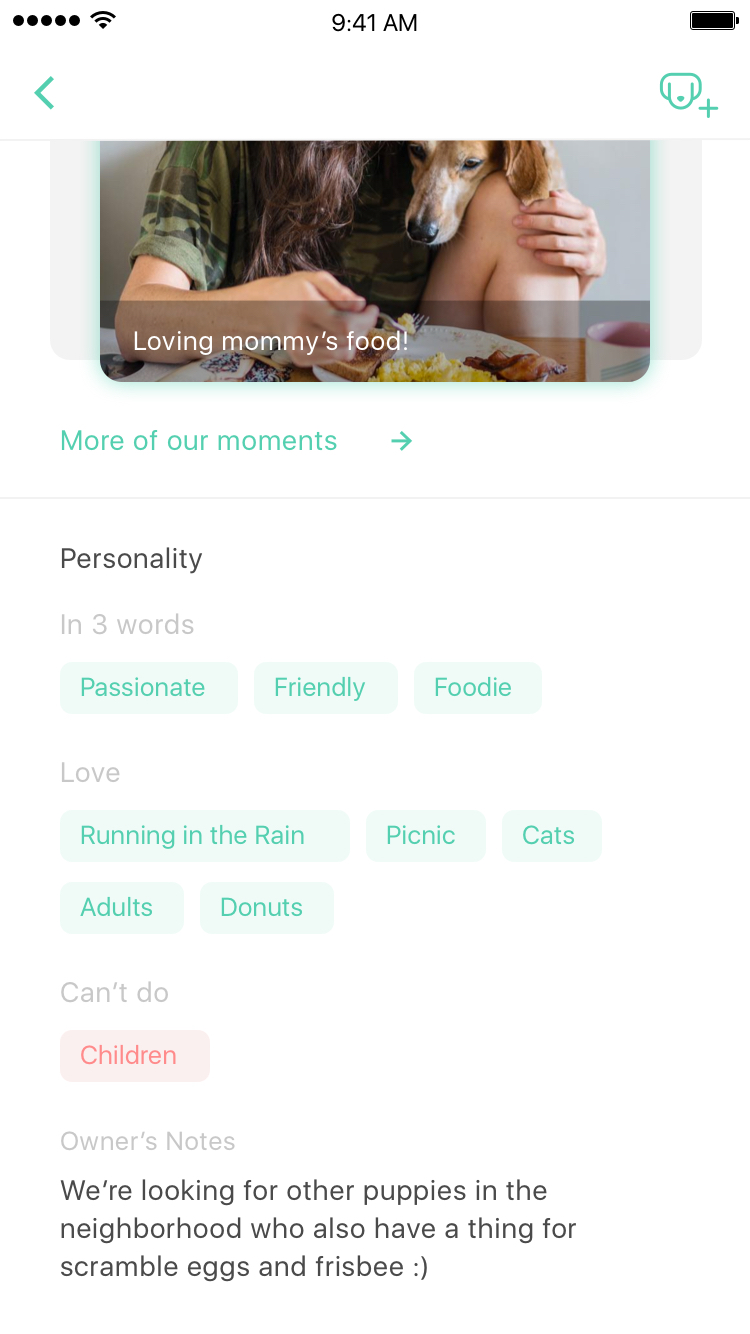 9:41 AM
Loving mommy’s food!
More of our moments
Personality
In 3 words
Passionate Friendly Foodie
Love
Running in the Rain Picnic Cats
Adults Donuts
Can’t do
Children
Owner’s Notes
We’re looking for other puppies in the
neighborhood who also have a thing for
scramble eggs and frisbee :)